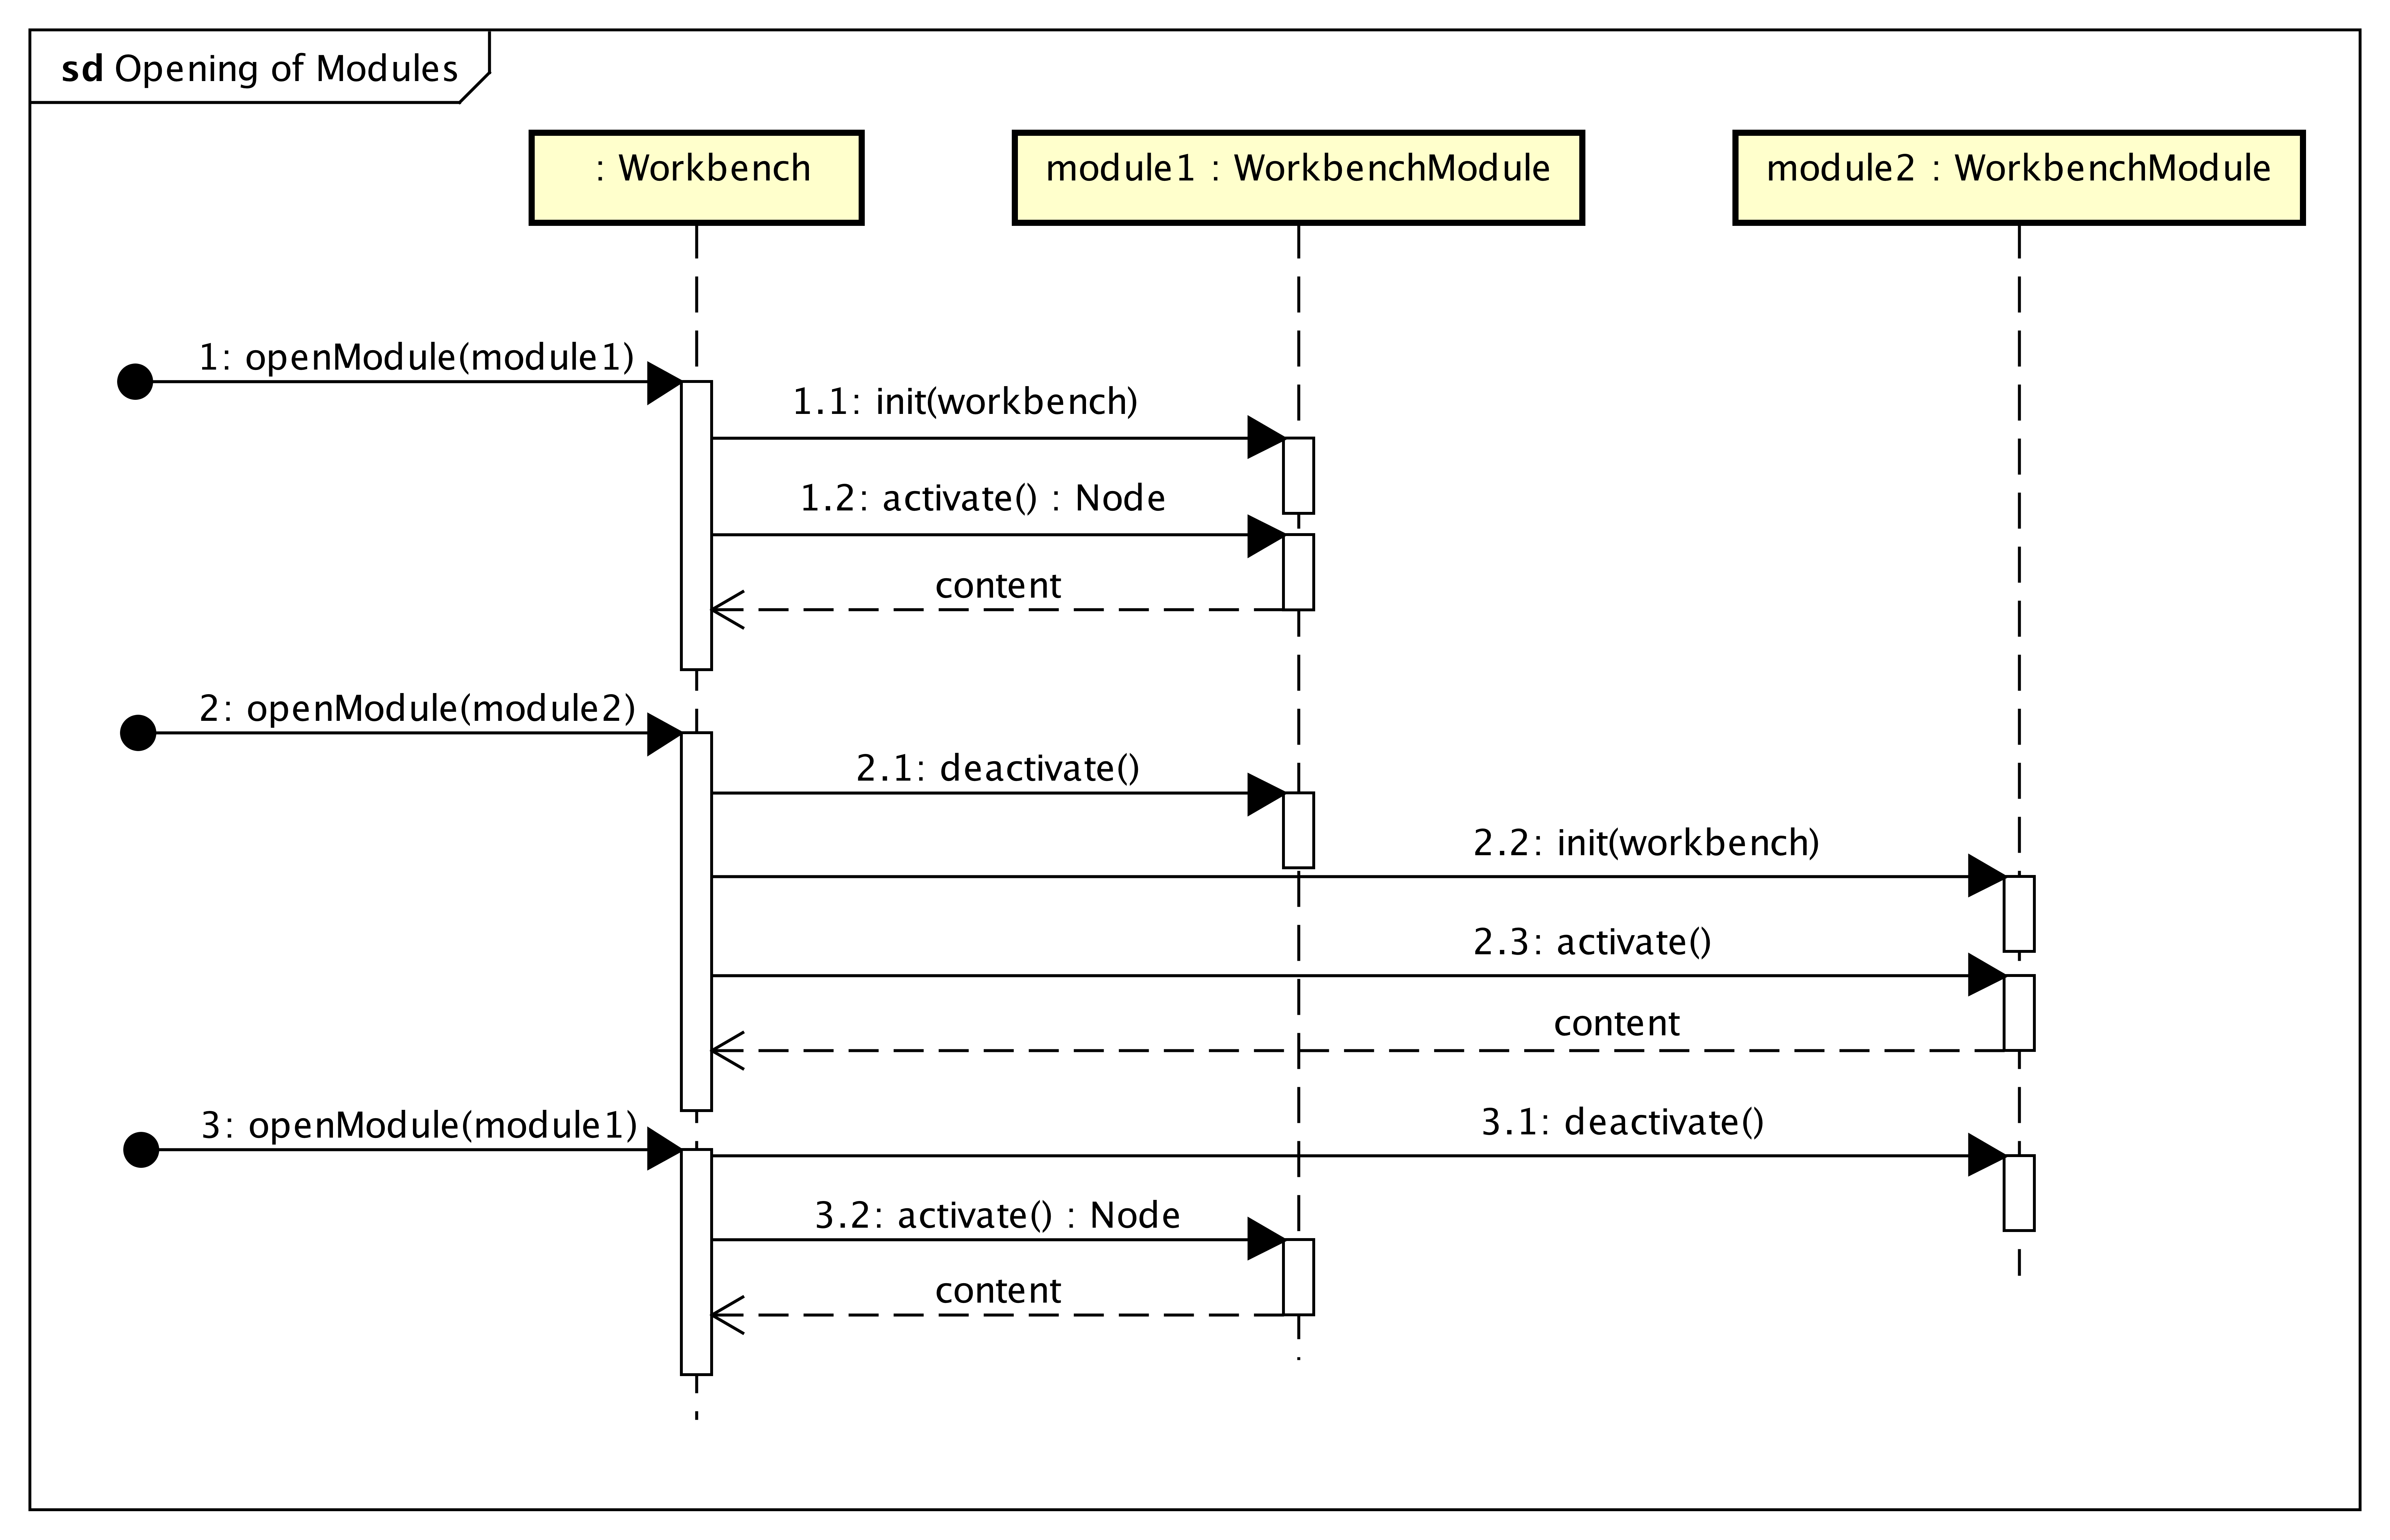 sd Opening of Modules
: Workbench
module1 : WorkbenchModule
module2 : WorkbenchModule
1: openModule(module1)
1.1: init(workbench)
1.2: activate() : Node
content
2: openModule(module2)
2.1: deactivate()
2.2: init(workbench)
2.3: activate()
content
3: openModule(module1)
3.1: deactivate()
3.2: activate() : Node
content